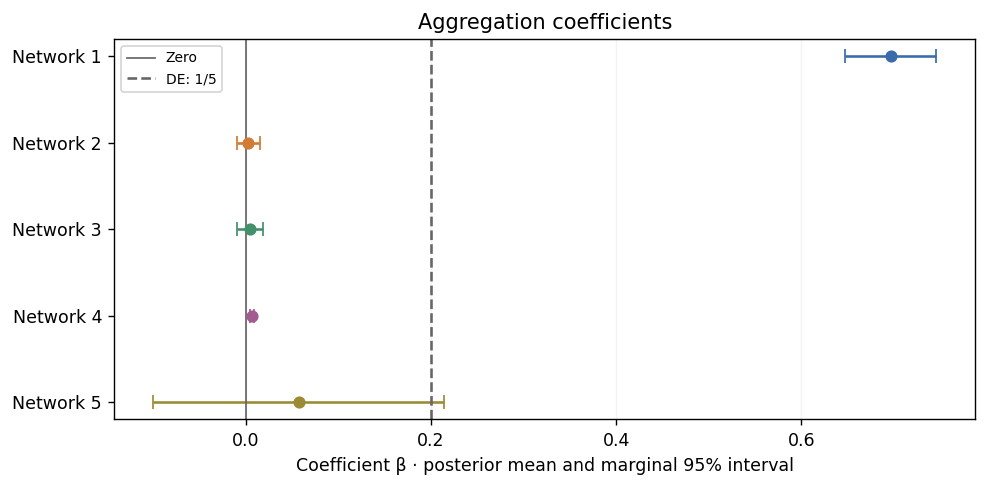 Aggregation coefficients
Zero
DE: 1/5
Network 1
Network 2
Network 3
Network 4
Network 5
0.0 0.2 0.4 0.6
Coefficient β · posterior mean and marginal 95% interval